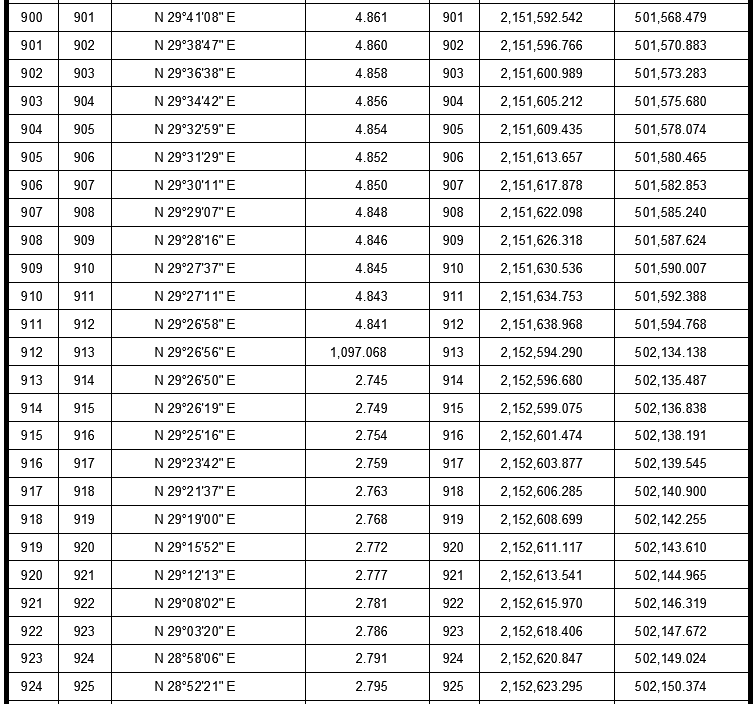 900 901 N 29°41'08" E 4.861 901 2,151,592.542 501,568.479
901 902 N 29°38'47" E 4.860 902 2,151,596.766 501,570.883
902 903 N 29°36'38" E 4.858 903 2,151,600.989 501,573.283
903 904 N 29°34'42" E 4.856 904 2,151,605.212 501,575.680
904 905 N 29°32'59" E 4.854 905 2,151,609.435 501,578.074
905 906 N 29°31'29" E 4.852 906 2,151,613.657 501,580.465
906 907 N 29°30'11" E 4.850 907 2,151,617.878 501,582.853
907 908 N 29°29'07" E 4.848 908 2,151,622.098 501,585.240
908 909 N 29°28'16" E 4.846 909 2,151,626.318 501,587.624
909 910 N 29°27'37" E 4.845 910 2,151,630.536 501,590.007
910 911 N 29°27'11" E 4.843 911 2,151,634.753 501,592.388
911 912 N 29°26'58" E 4.841 912 2,151,638.968 501,594.768
912 913 N 29°26'56" E 1,097.068 913 2,152,594.290 502,134.138
913 914 N 29°26'50" E 2.745 914 2,152,596.680 502,135.487
914 915 N 29°26'19" E 2.749 915 2,152,599.075 502,136.838
915 916 N 29°25'16" E 2.754 916 2,152,601.474 502,138.191
916 917 N 29°23'42" E 2.759 917 2,152,603.877 502,139.545
917 918 N 29°21'37" E 2.763 918 2,152,606.285 502,140.900
918 919 N 29°19'00" E 2.768 919 2,152,608.699 502,142.255
919 920 N 29°15'52" E 2.772 920 2,152,611.117 502,143.610
920 921 N 29°12'13" E 2.777 921 2,152,613.541 502,144.965
921 922 N 29°08'02" E 2.781 922 2,152,615.970 502,146.319
922 923 N 29°03'20" E 2.786 923 2,152,618.406 502,147.672
923 924 N 28°58'06" E 2.791 924 2,152,620.847 502,149.024
924 925 N 28°52'21" E 2.795 925 2,152,623.295 502,150.374